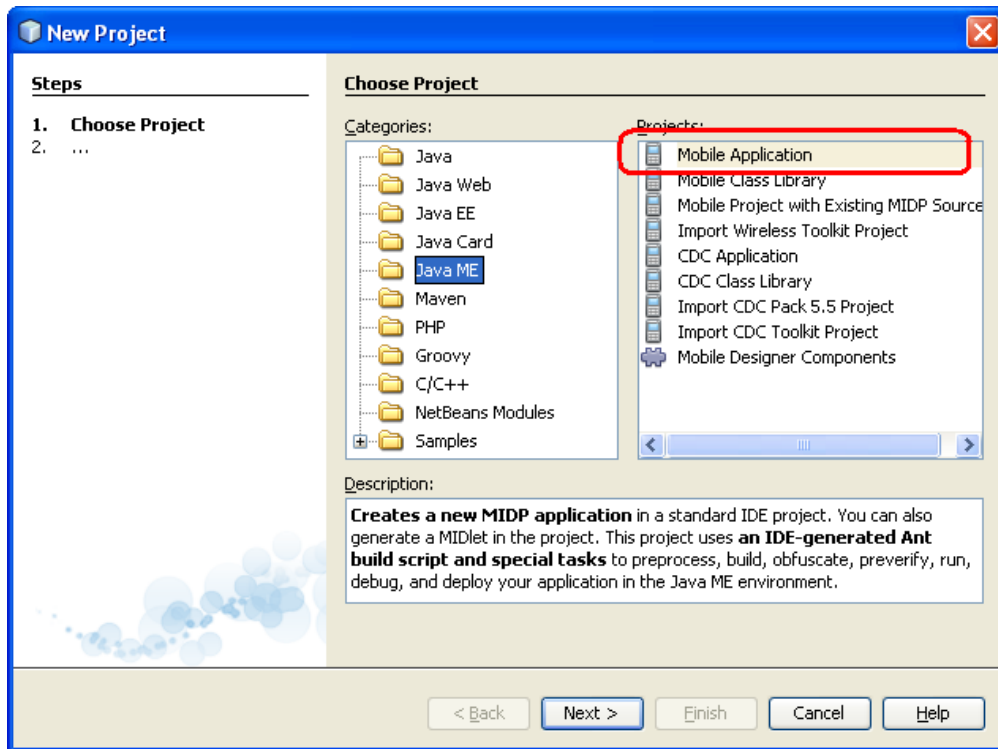 New Project
Steps
1. Choose Project
2. ...
Choose Project
Categories:
Java
Java Web
Java EE
Java Card
Java ME
Maven
PHP
Groovy
C/C++
NetBeans Modules
Samples
Projects:
Mobile Application
Mobile Class Library
Mobile Project with Existing MIDP Source
Import Wireless Toolkit Project
CDC Application
CDC Class Library
Import CDC Pack 5.5 Project
Import CDC Toolkit Project
Mobile Designer Components
Description:
Creates a new MIDP application in a standard IDE project. You can also
generate a MIDlet in the project. This project uses an IDE-generated Ant
build script and special tasks to preprocess, build, obfuscate, preverify, run,
debug, and deploy your application in the Java ME environment.
< Back
Next >
Finish
Cancel
Help